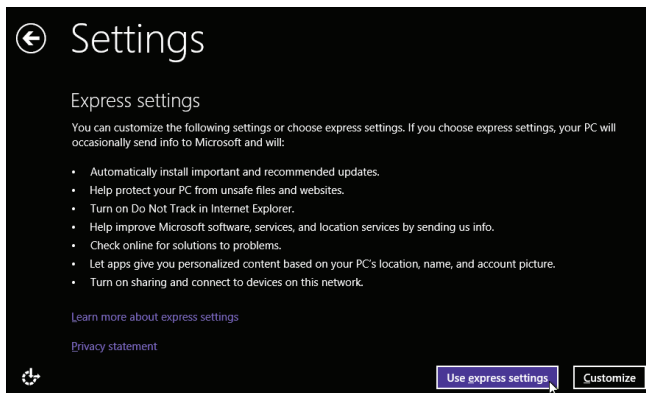 Settings
Express settings
You can customize the following settings or choose express settings. If you choose express settings, your PC will
occasionally send info to Microsoft and will:
• Automatically install important and recommended updates.
• Help protect your PC from unsafe files and websites.
• Turn on Do Not Track in Internet Explorer.
• Help improve Microsoft software, services, and location services by sending us info.
• Check online for solutions to problems.
• Let apps give you personalized content based on your PC's location, name, and account picture.
• Turn on sharing and connect to devices on this network.
Learn more about express settings
Privacy statement
Use express settings Customize